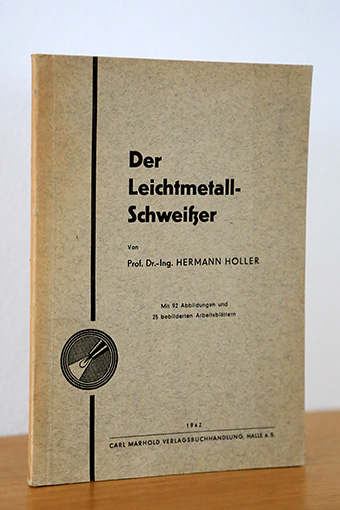 Der
Leichtmetall-
Schweißer
Von
Prof. Dr.-Ing. HERMANN HOLLER
Mit 92 Abbildungen und
25 bebilderten Arbeitsblättern
1942
CARL MARHOLD VERLAGSBUCHHANDLUNG, HALLE a. S.